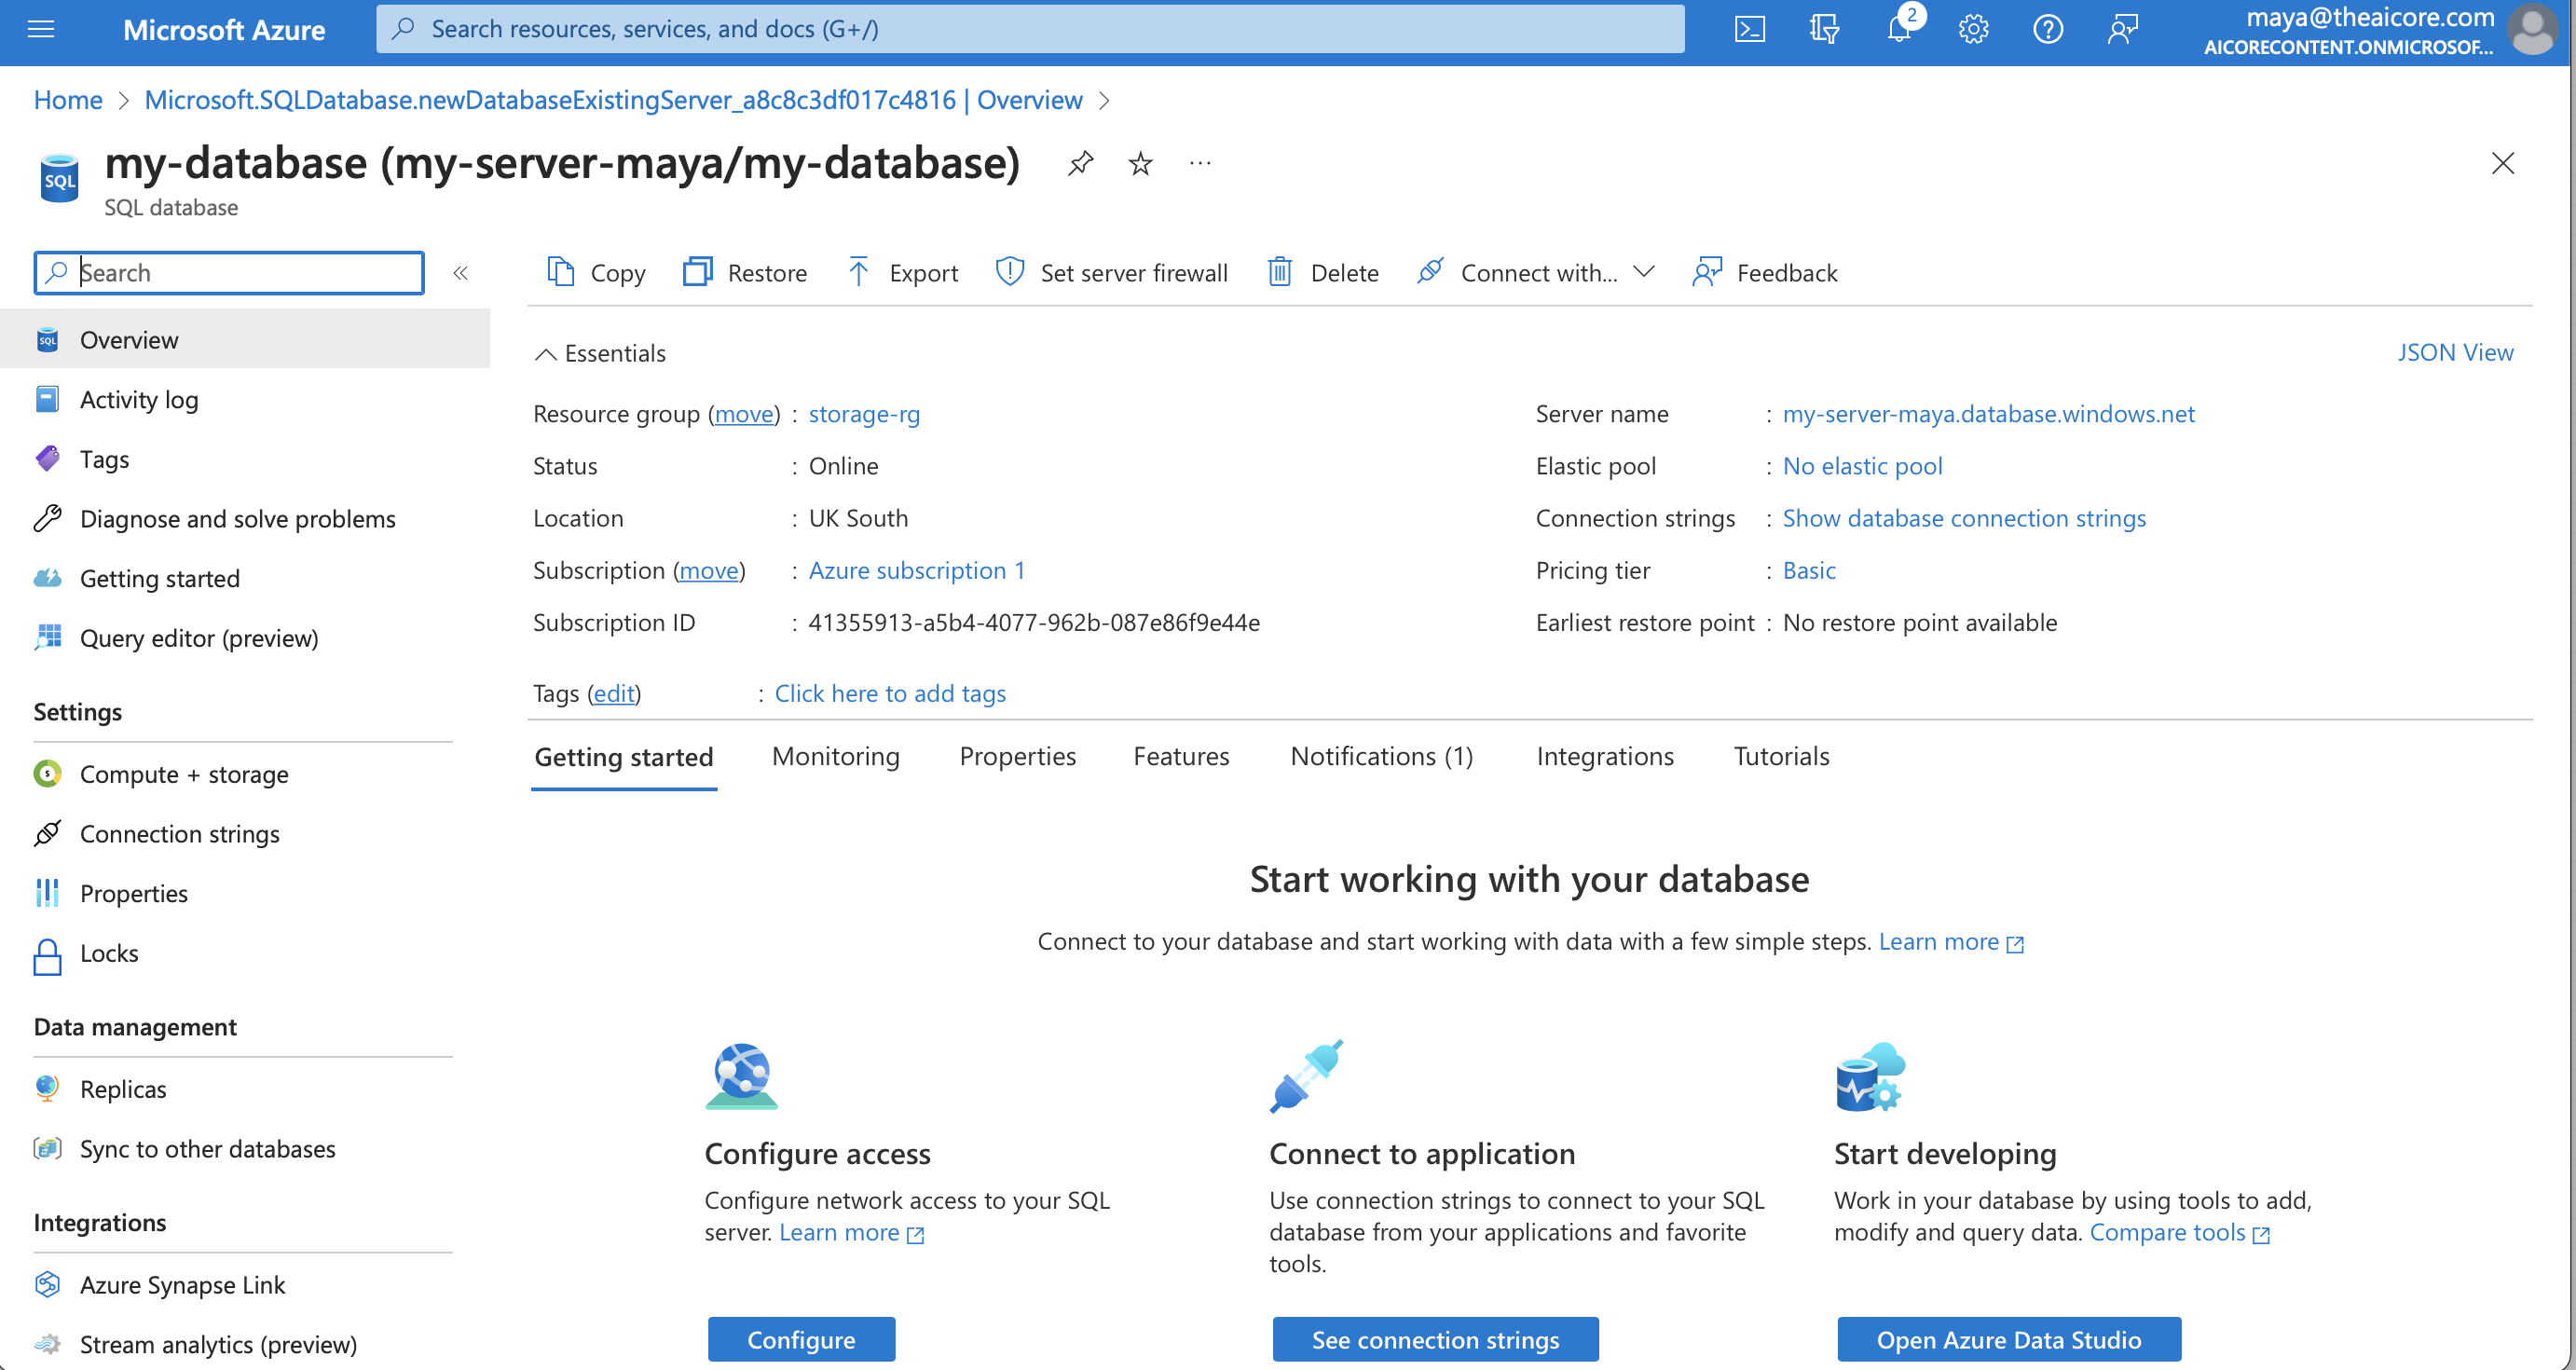 Microsoft Azure
Search resources, services, and docs (G+/)
2
maya@theaicore.com
AICORECONTENT.ONMICROSOF...
Home > Microsoft.SQLDatabase.newDatabaseExistingServer_a8c8c3df017c4816 | Overview >
SQL
my-database (my-server-maya/my-database) ...
SQL database
Search «
Copy Restore Export Set server firewall Delete Connect with... Feedback
SQL Overview
Activity log
Tags
Diagnose and solve problems
Getting started
Query editor (preview)
Settings
Compute + storage
Connection strings
Properties
Locks
Data management
Replicas
Sync to other databases
Integrations
Azure Synapse Link
Stream analytics (preview)
Essentials
JSON View
Resource group (move) : storage-rg
Status : Online
Location : UK South
Subscription (move) : Azure subscription 1
Subscription ID : 41355913-a5b4-4077-962b-087e86f9e44e
Server name : my-server-maya.database.windows.net
Elastic pool : No elastic pool
Connection strings : Show database connection strings
Pricing tier : Basic
Earliest restore point : No restore point available
Tags (edit) : Click here to add tags
Getting started Monitoring Properties Features Notifications (1) Integrations Tutorials
Start working with your database
Connect to your database and start working with data with a few simple steps. Learn more
Configure access
Configure network access to your SQL
server. Learn more
Configure
Connect to application
Use connection strings to connect to your SQL
database from your applications and favorite
tools.
See connection strings
Start developing
Work in your database by using tools to add,
modify and query data. Compare tools
Open Azure Data Studio